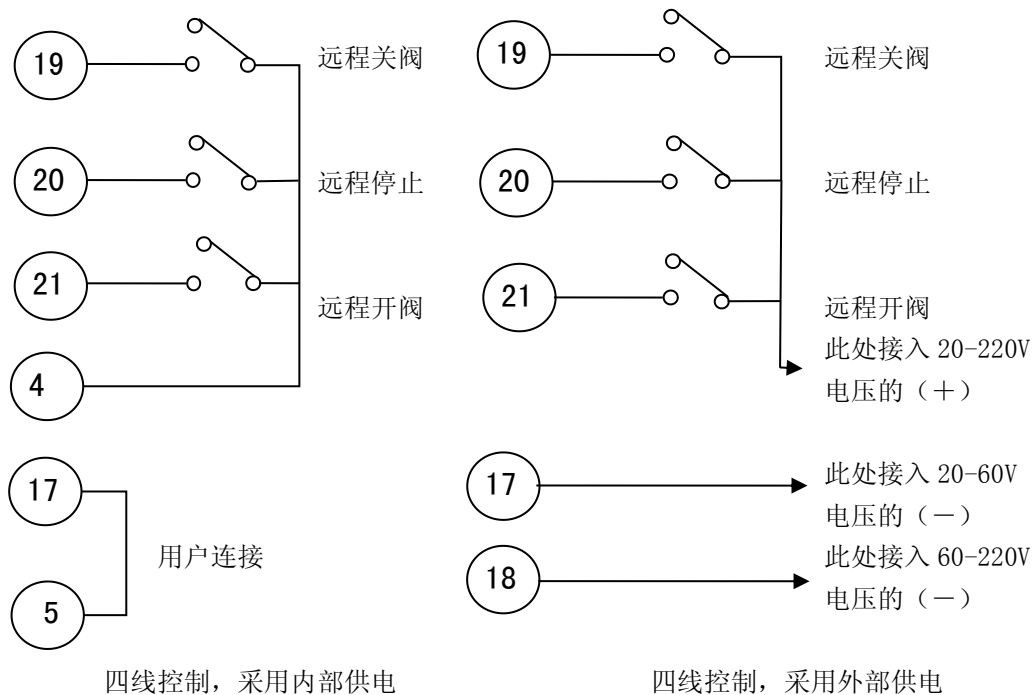 19
远程关阀
20
远程停止
21
远程开阀
4
17
用户连接
5
四线控制，采用内部供电
19
远程关阀
20
远程停止
21
远程开阀
此处接入 20-220V
电压的（＋）
17
此处接入 20-60V
电压的（－）
18
此处接入 60-220V
电压的（－）
四线控制，采用外部供电